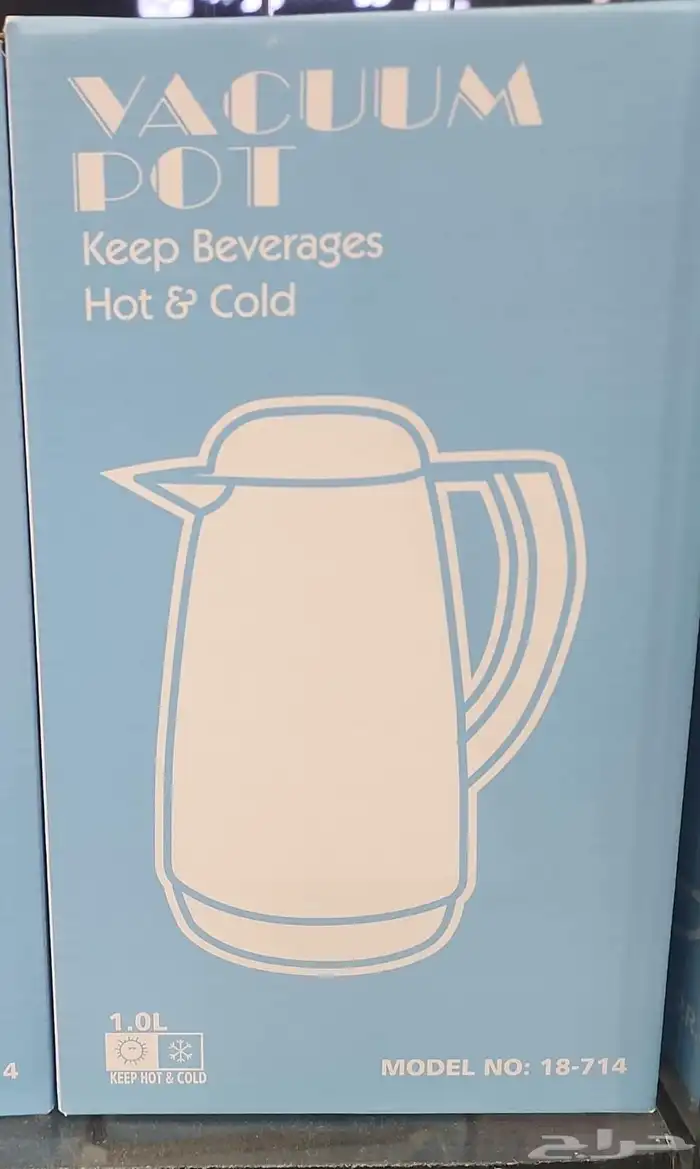 VACUUM
POT
Keep Beverages
Hot & Cold
1.0L
KEEP HOT & COLD
MODEL NO: 18-714
4
حراج